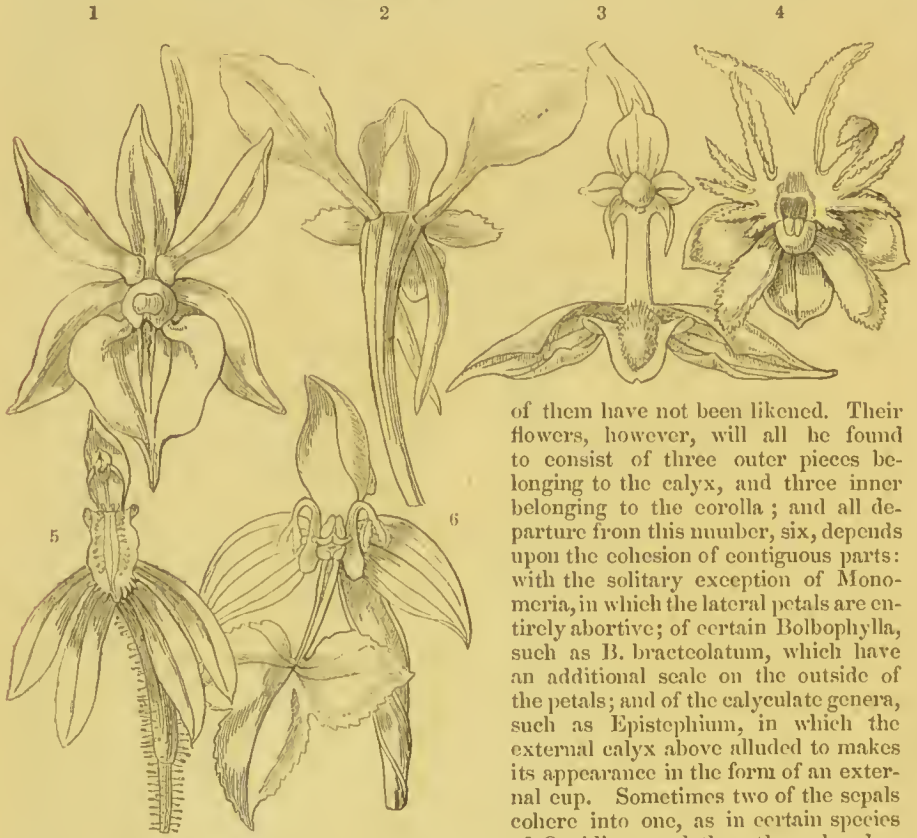 1 2 3 4
5 6
of them have not been likened. Their
flowers, however, will all be found
to consist of three outer pieces be-
longing to the calyx, and three inner
belonging to the corolla ; and all de-
parture from this number, six, depends
upon the cohesion of contiguous parts:
with the solitary exception of Mono-
meria, in which the lateral petals are en-
tirely abortive; of certain Bolbophylla,
such as B. bracteolatum, which have
an additional scale on the outside of
the petals; and of the calyculate genera,
such as Epistephium, in which the
external calyx above alluded to makes
its appearance in the form of an exter-
nal cup. Sometimes two of the sepals
cohere into one, as in certain species